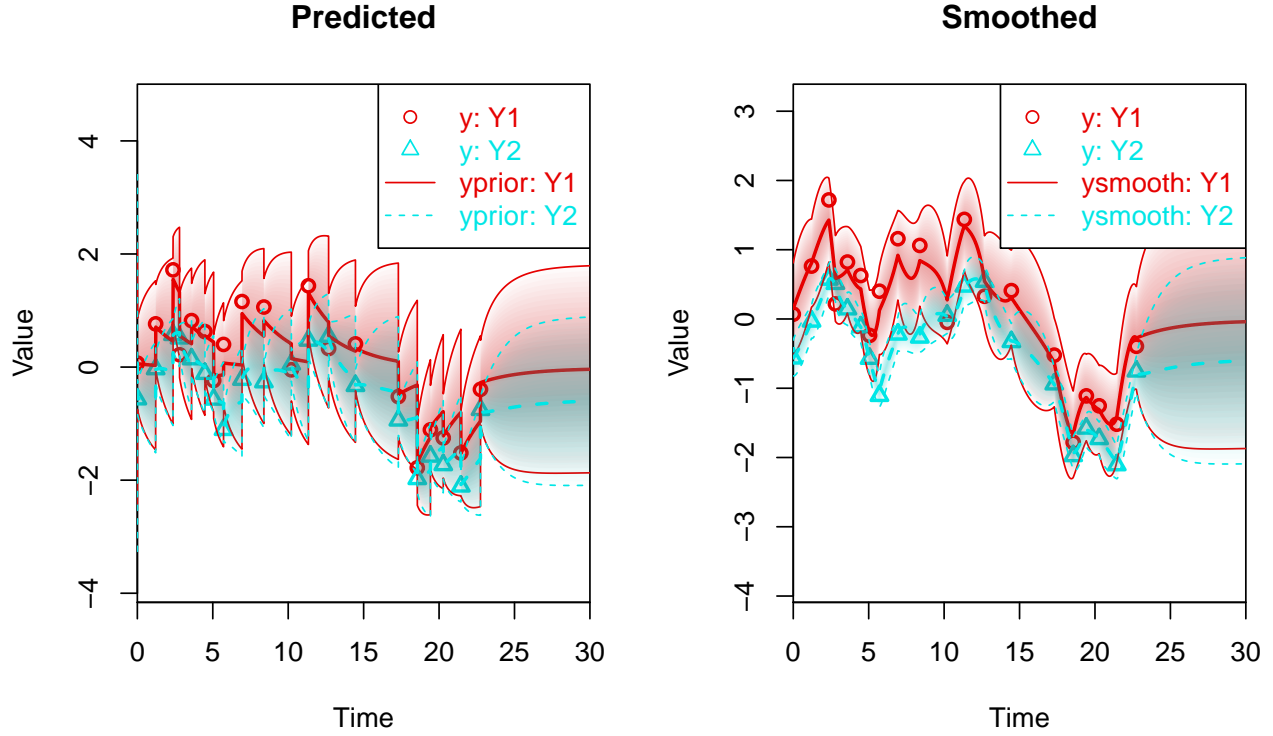 Predicted
Value
4
2
0
−2
−4
y: Y1
y: Y2
yprior: Y1
yprior: Y2
0 5 10 15 20 25 30
Time
Smoothed
Value
3
2
1
0
−1
−2
−3
−4
y: Y1
y: Y2
ysmooth: Y1
ysmooth: Y2
0 5 10 15 20 25 30
Time